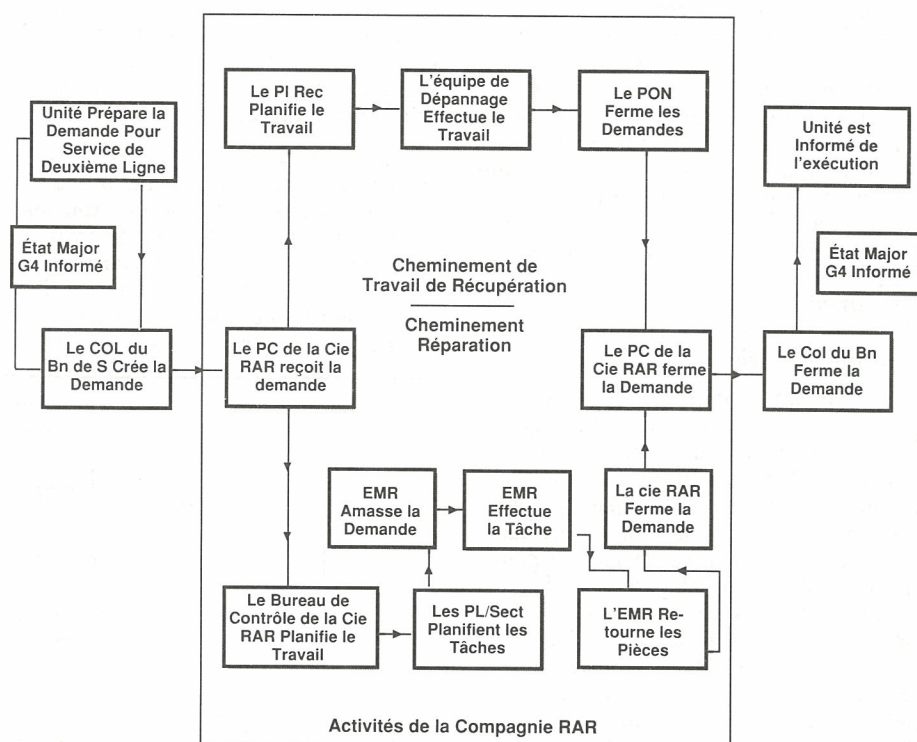 Unité Prépare la
Demande Pour
Service de
Deuxième Ligne
État Major
G4 Informé
Le COL du
Bn de S Crée la
Demande
Le Pl Rec
Planifie le
Travail
L'équipe de
Dépannage
Effectue le
Travail
Le PON
Ferme les
Demandes
Unité est
Informé de
l'exécution
État Major
G4 Informé
Cheminement de
Travail de Récupération
Cheminement
Réparation
Le PC de la Cie
RAR reçoit la
demande
Le PC de la
Cie RAR ferme
la Demande
Le Col du Bn
Ferme la
Demande
EMR
Amasse la
Demande
EMR
Effectue
la Tâche
La cie RAR
Ferme la
Demande
Le Bureau de
Contrôle de la Cie
RAR Planifie le
Travail
Les PL/Sect
Planifient les
Tâches
L'EMR Re-
tourne les
Pièces
Activités de la Compagnie RAR